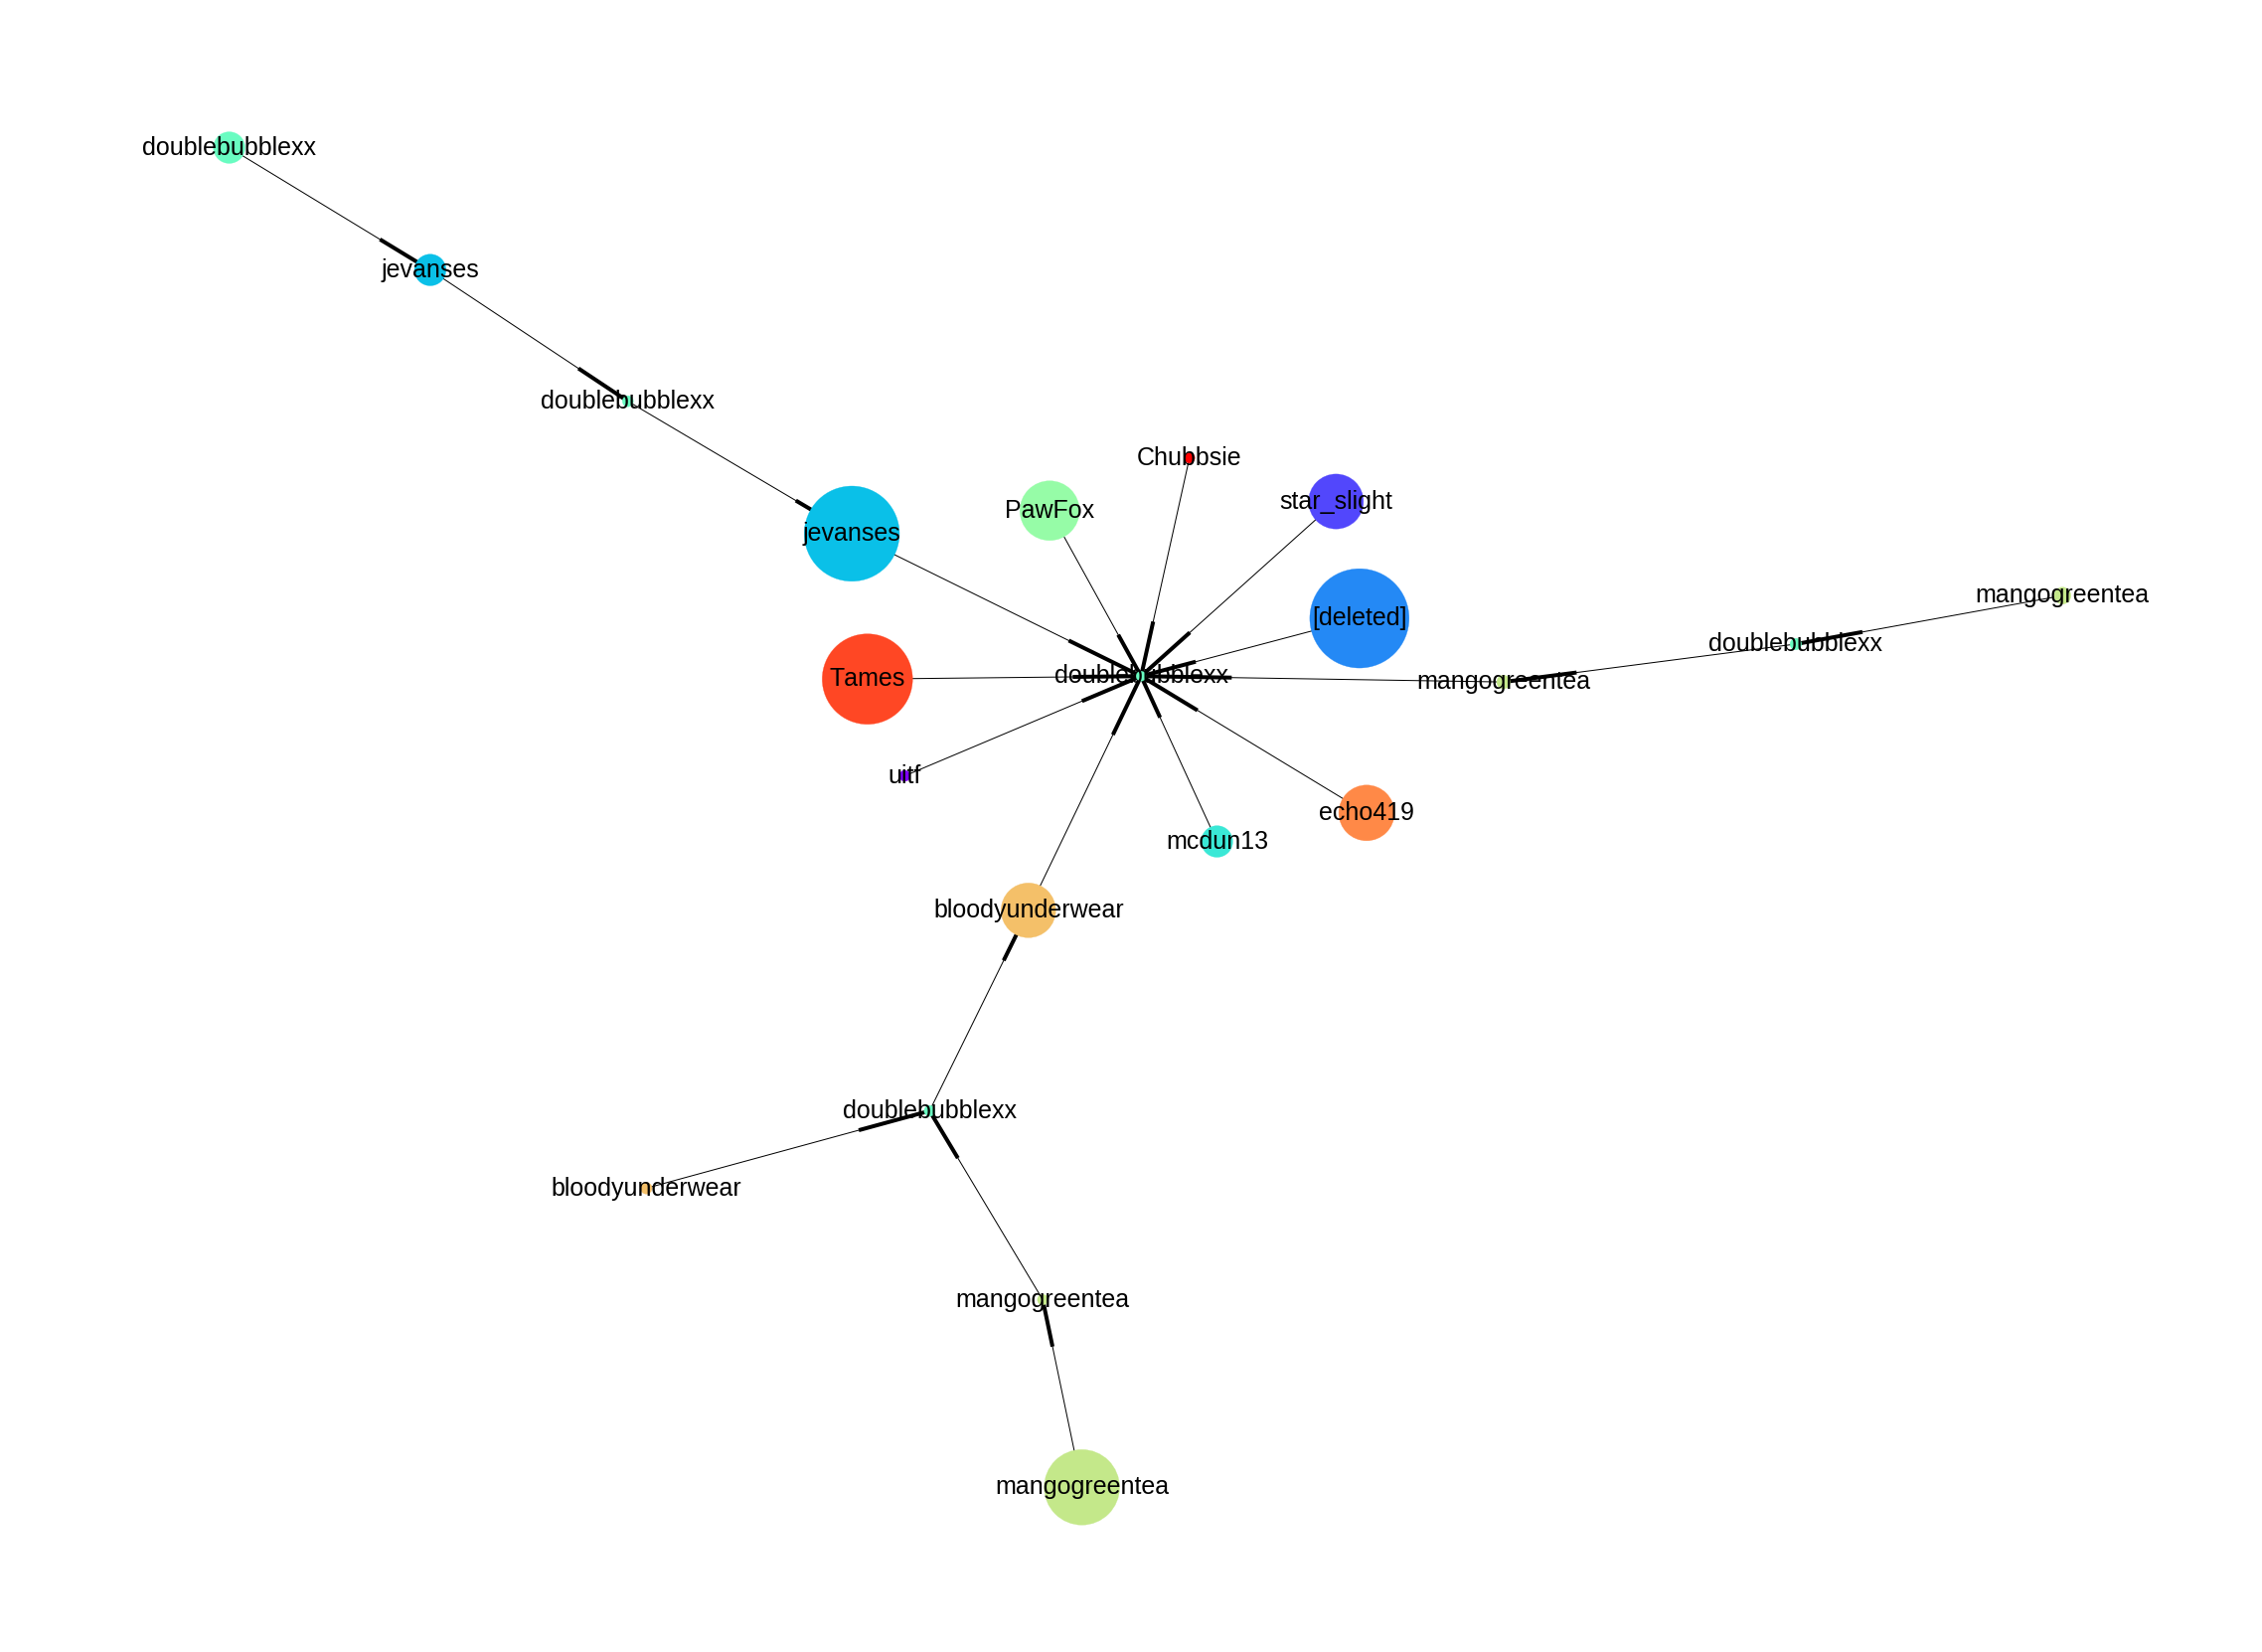 doublebubblexx
jevanses
doublebubblexx
Chubbsie
star_slight
PawFox
jevanses
mangogreentea
[deleted]
doublebubblexx
doublebubblexx
Tames
mangogreentea
uitf
echo419
mcdun13
bloodyunderwear
doublebubblexx
bloodyunderwear
mangogreentea
mangogreentea